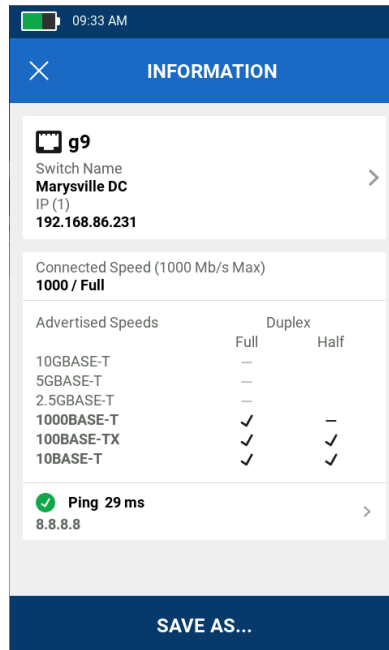 09:33 AM
INFORMATION
g9
Switch Name
Marysville DC
IP (1)
192.168.86.231
Connected Speed (1000 Mb/s Max)
1000 / Full
Advertised Speeds Duplex
Full Half
10GBASE-T –
5GBASE-T –
2.5GBASE-T –
1000BASE-T ✓ –
100BASE-TX ✓ ✓
10BASE-T ✓ ✓
Ping 29 ms
8.8.8.8
SAVE AS...